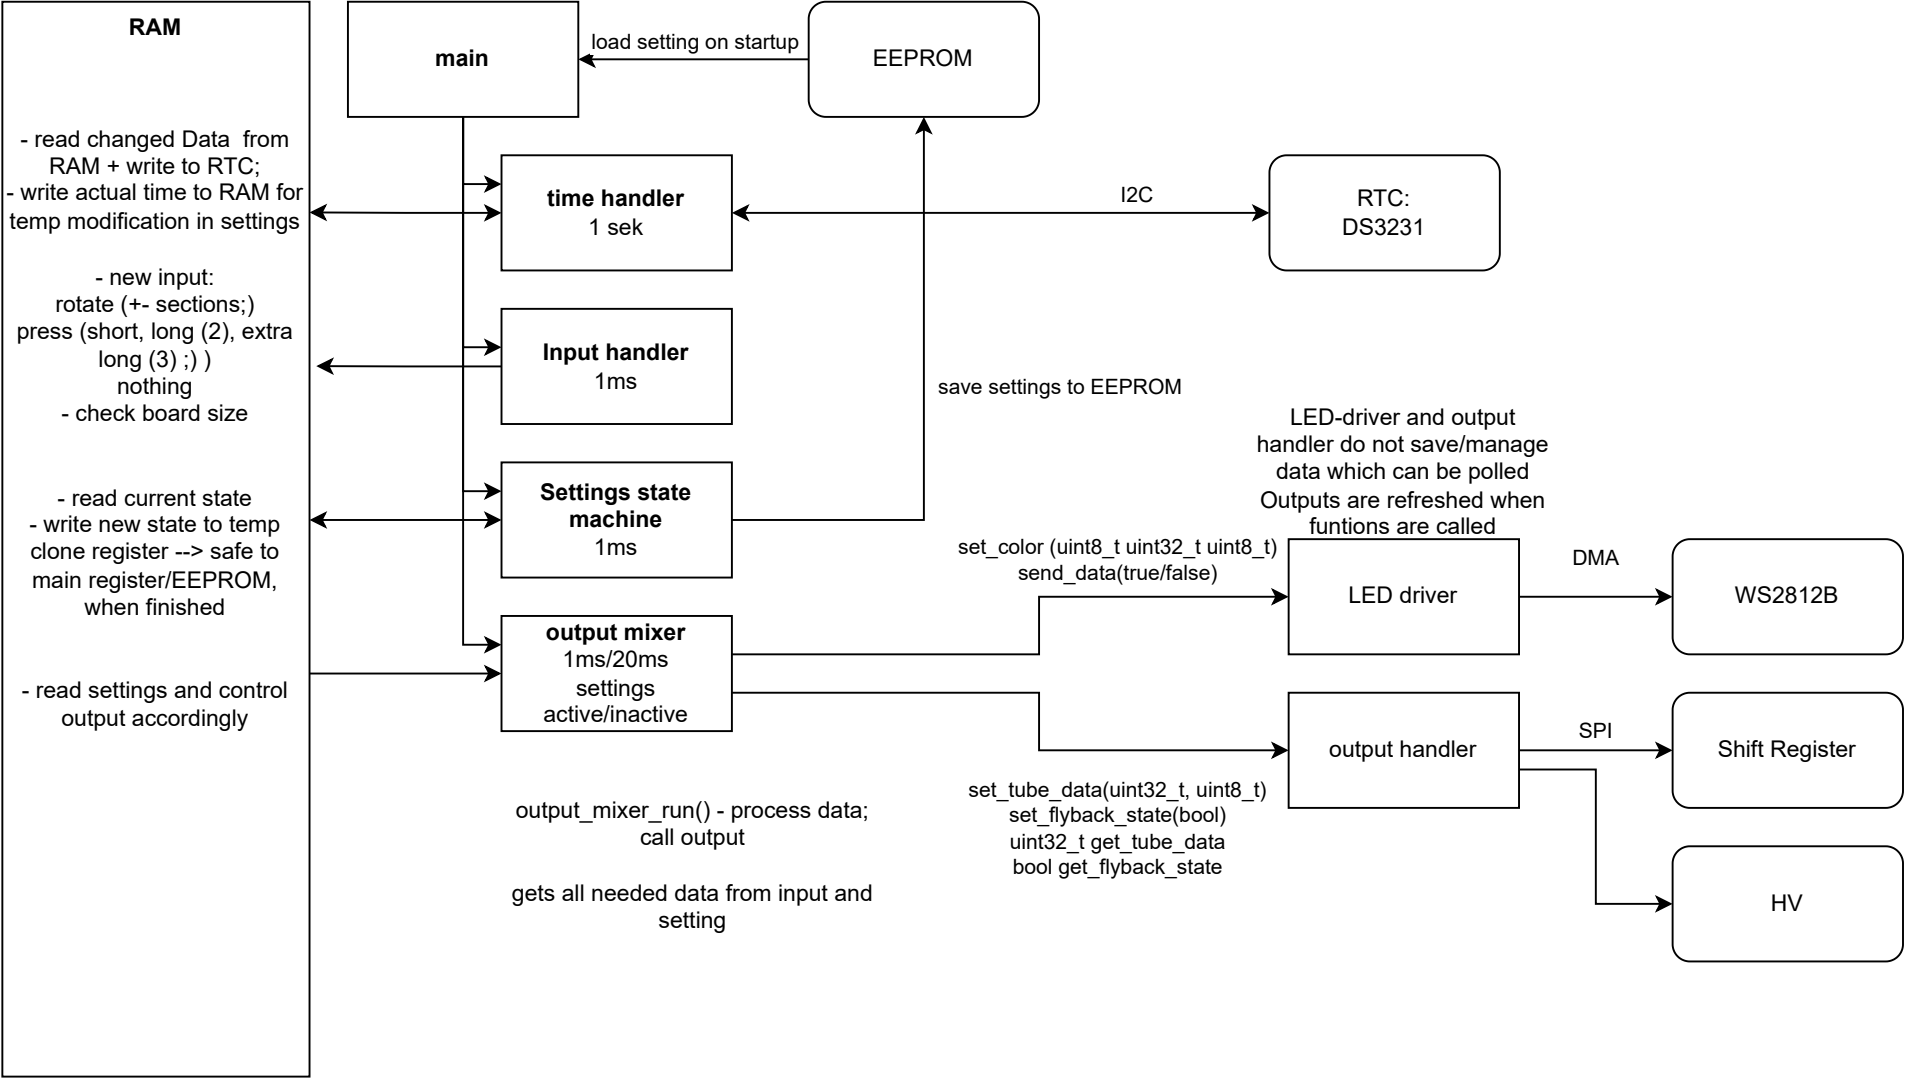 RAM
- read changed Data  from
RAM + write to RTC;
- write actual time to RAM for
temp modification in settings
- new input:
rotate (+- sections;)
press (short, long (2), extra
long (3) ;) )
nothing
- check board size
- read current state
- write new state to temp
clone register --> safe to
main register/EEPROM,
when finished
- read settings and control
output accordingly
main
load setting on startup
EEPROM
time handler
1 sek
I2C
RTC:
DS3231
Input handler
1ms
save settings to EEPROM
Settings state
machine
1ms
LED-driver and output
handler do not save/manage
data which can be polled
Outputs are refreshed when
funtions are called
set_color (uint8_t uint32_t uint8_t)
send_data(true/false)
LED driver
DMA
WS2812B
output mixer
1ms/20ms
settings
active/inactive
output handler
SPI
Shift Register
set_tube_data(uint32_t, uint8_t)
set_flyback_state(bool)
uint32_t get_tube_data
bool get_flyback_state
HV
output_mixer_run() - process data;
call output
gets all needed data from input and
setting